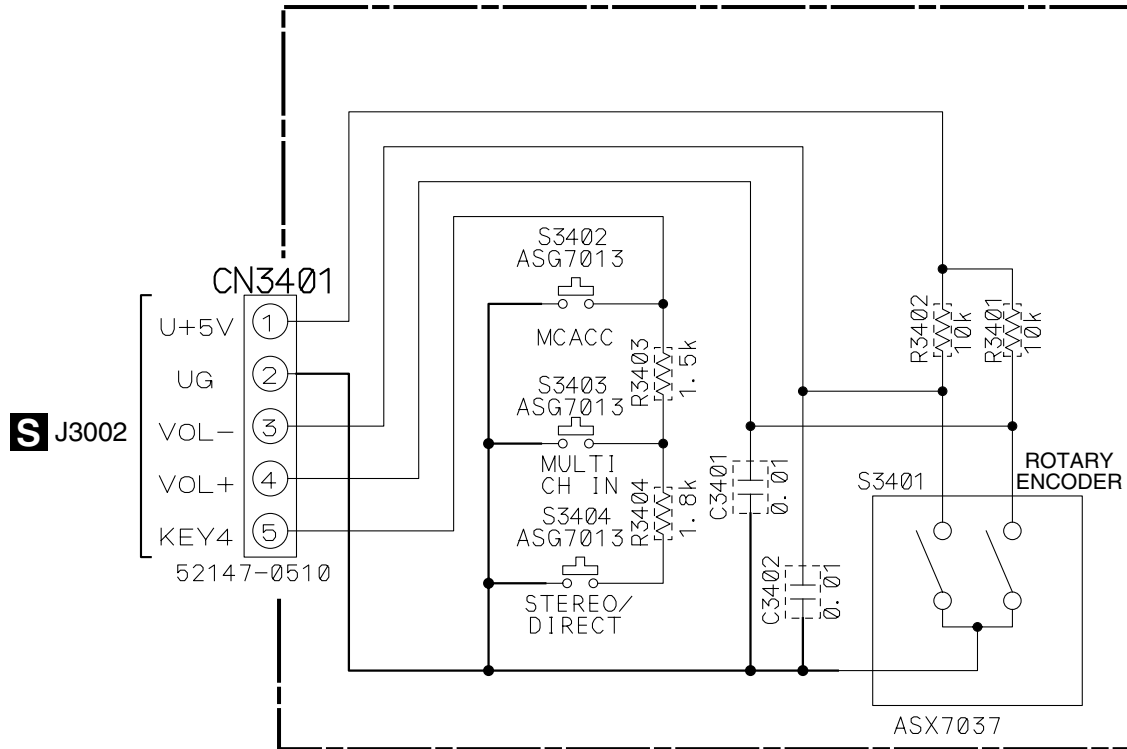 CN3401
U+5V 1
UG 2
VOL- 3
VOL+ 4
KEY4 5
52147-0510
S J3002
S3402
ASG7013
MCACC
R3403
1.5k
S3403
ASG7013
MULTI
CH IN
R3404
1.8k
S3404
ASG7013
STEREO/
DIRECT
C3401
0.01
C3402
0.01
R3402
10k
R3401
10k
S3401
ROTARY
ENCODER
ASX7037